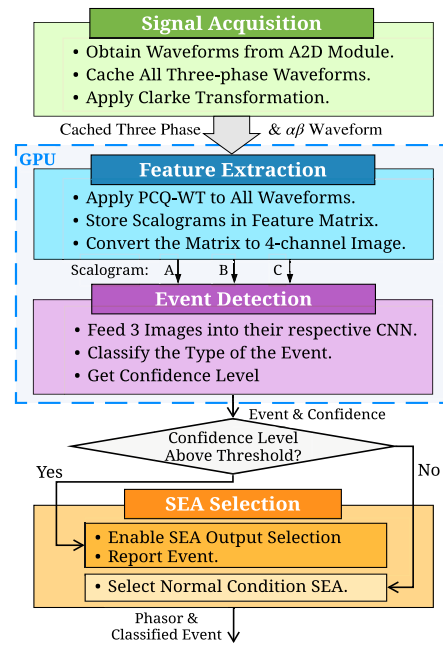 Signal Acquisition
• Obtain Waveforms from A2D Module.
• Cache All Three-phase Waveforms.
• Apply Clarke Transformation.
Cached Three Phase & αβ Waveform
GPU
Feature Extraction
• Apply PCQ-WT to All Waveforms.
• Store Scalograms in Feature Matrix.
• Convert the Matrix to 4-channel Image.
Scalogram: A B C
Event Detection
• Feed 3 Images into their respective CNN.
• Classify the Type of the Event.
• Get Confidence Level
Event & Confidence
Confidence Level
Above Threshold?
Yes
No
SEA Selection
• Enable SEA Output Selection
• Report Event.
• Select Normal Condition SEA.
Phasor &
Classified Event